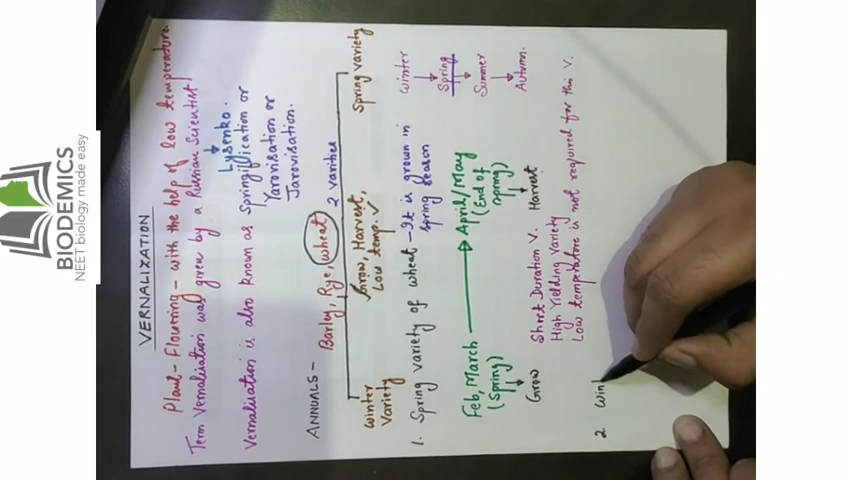 BIODEMICS
NEET biology made easy
VERNALIZATION
Plant - Flowering - with the help of low temperature.
Term Vernalisation was given by a Russian Scientist
Lysenko.
Vernalisation is also known as Springification or
Yarovisation or
Jarovisation.
ANNUALS - Barley, Rye, Wheat 2 varities
Winter Variety
Grow, Harvest, Low temp. ✓
Spring Variety
1. Spring variety of wheat - It is grown in
spring season
Winter
Spring
Summer
Autumn.
Feb, March → April/May
(Spring) (End of spring)
Grow Harvest
Short Duration V.
High Yielding Variety
Low temperature is not required for this V.
2. Win